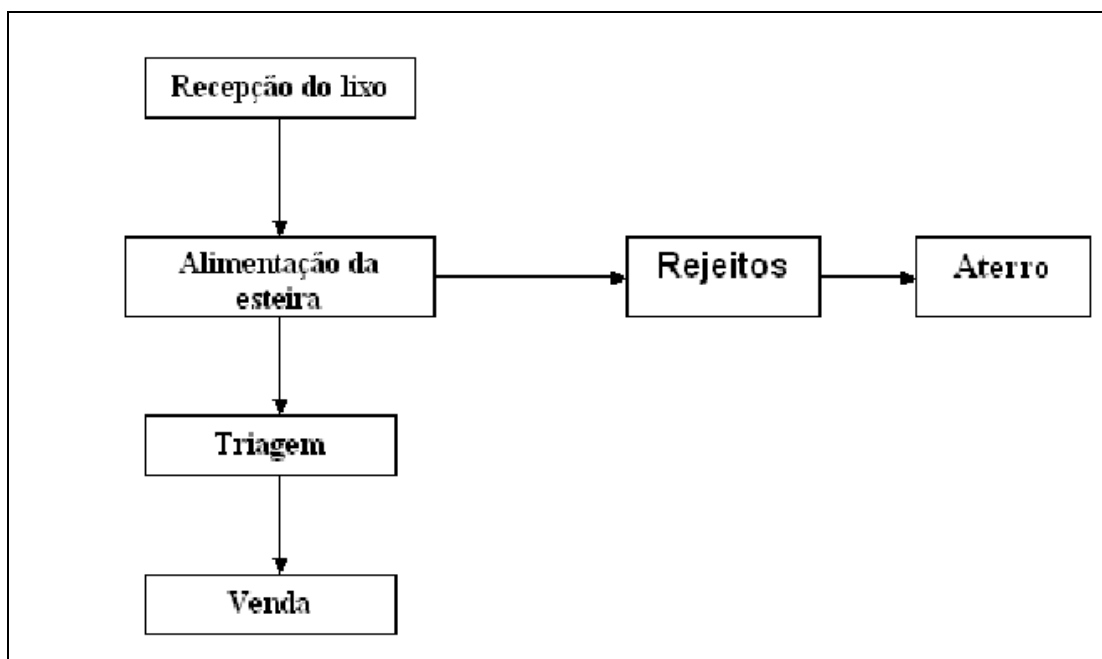 Recepção do lixo
Alimentação da
esteira
Rejeitos
Aterro
Triagem
Venda